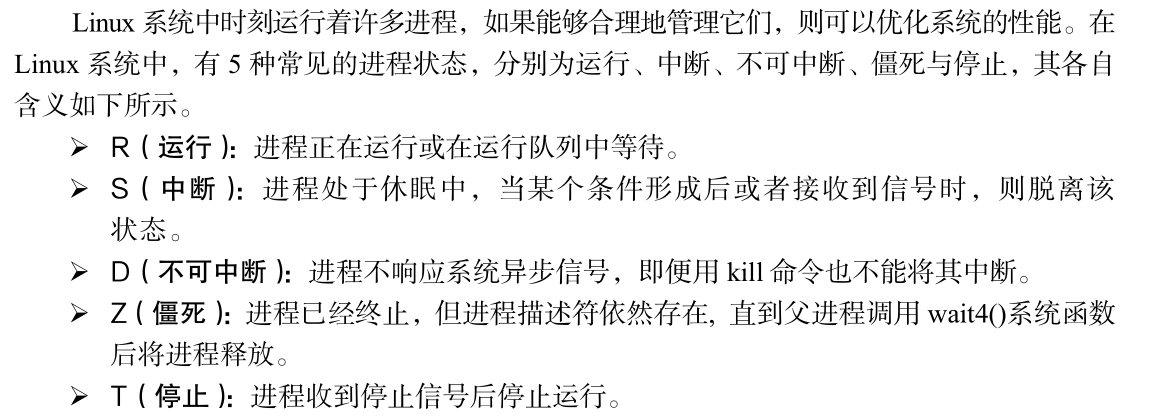 Linux 系统中时刻运行着许多进程，如果能够合理地管理它们，则可以优化系统的性能。在
Linux 系统中，有 5 种常见的进程状态，分别为运行、中断、不可中断、僵死与停止，其各自
含义如下所示。
➢ R（运行）：进程正在运行或在运行队列中等待。
➢ S（中断）：进程处于休眠中，当某个条件形成后或者接收到信号时，则脱离该
状态。
➢ D（不可中断）：进程不响应系统异步信号，即便用 kill 命令也不能将其中断。
➢ Z（僵死）：进程已经终止，但进程描述符依然存在, 直到父进程调用 wait4()系统函数
后将进程释放。
➢ T（停止）：进程收到停止信号后停止运行。